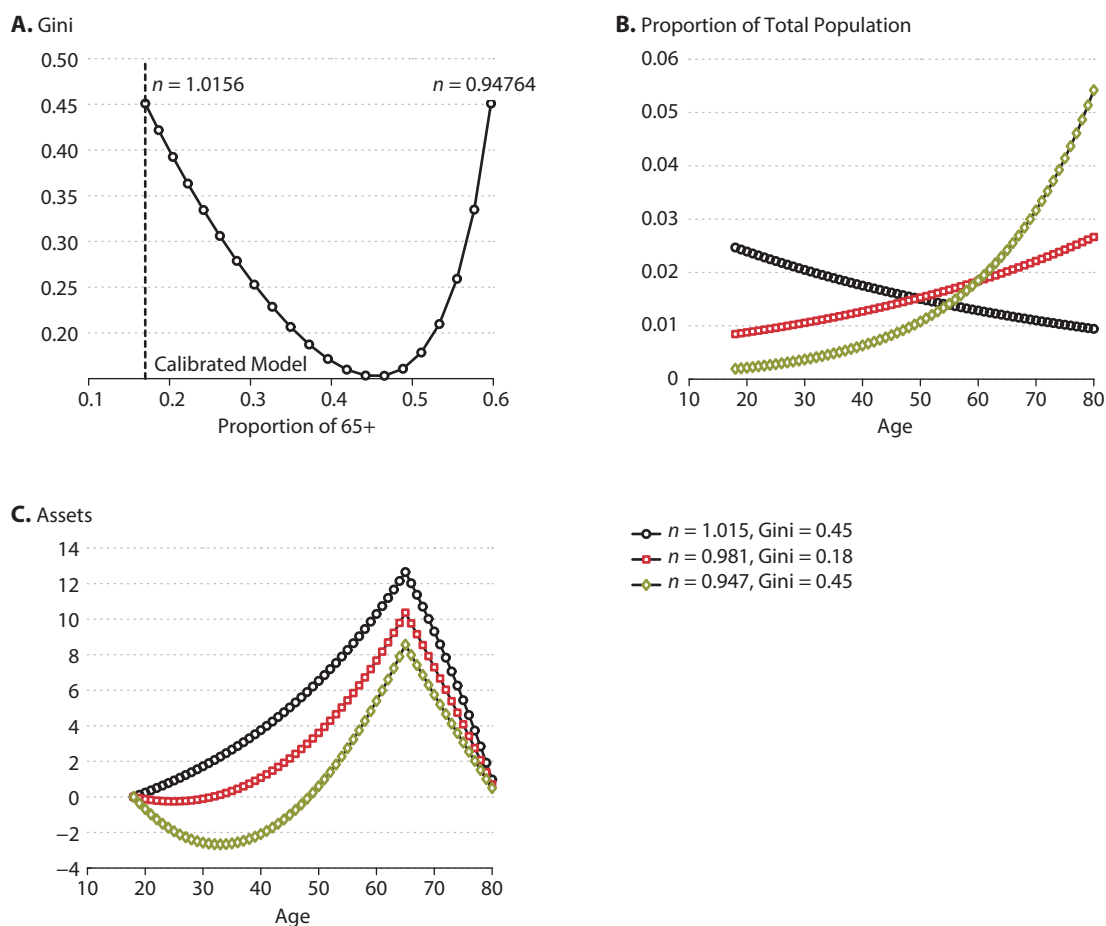 A. Gini
0.50
0.45
0.40
0.35
0.30
0.25
0.20
n = 1.0156
n = 0.94764
Calibrated Model
0.1 0.2 0.3 0.4 0.5 0.6
Proportion of 65+
B. Proportion of Total Population
0.06
0.05
0.04
0.03
0.02
0.01
0
10 20 30 40 50 60 70 80
Age
C. Assets
14
12
10
8
6
4
2
0
−2
−4
10 20 30 40 50 60 70 80
Age
n = 1.015, Gini = 0.45
n = 0.981, Gini = 0.18
n = 0.947, Gini = 0.45